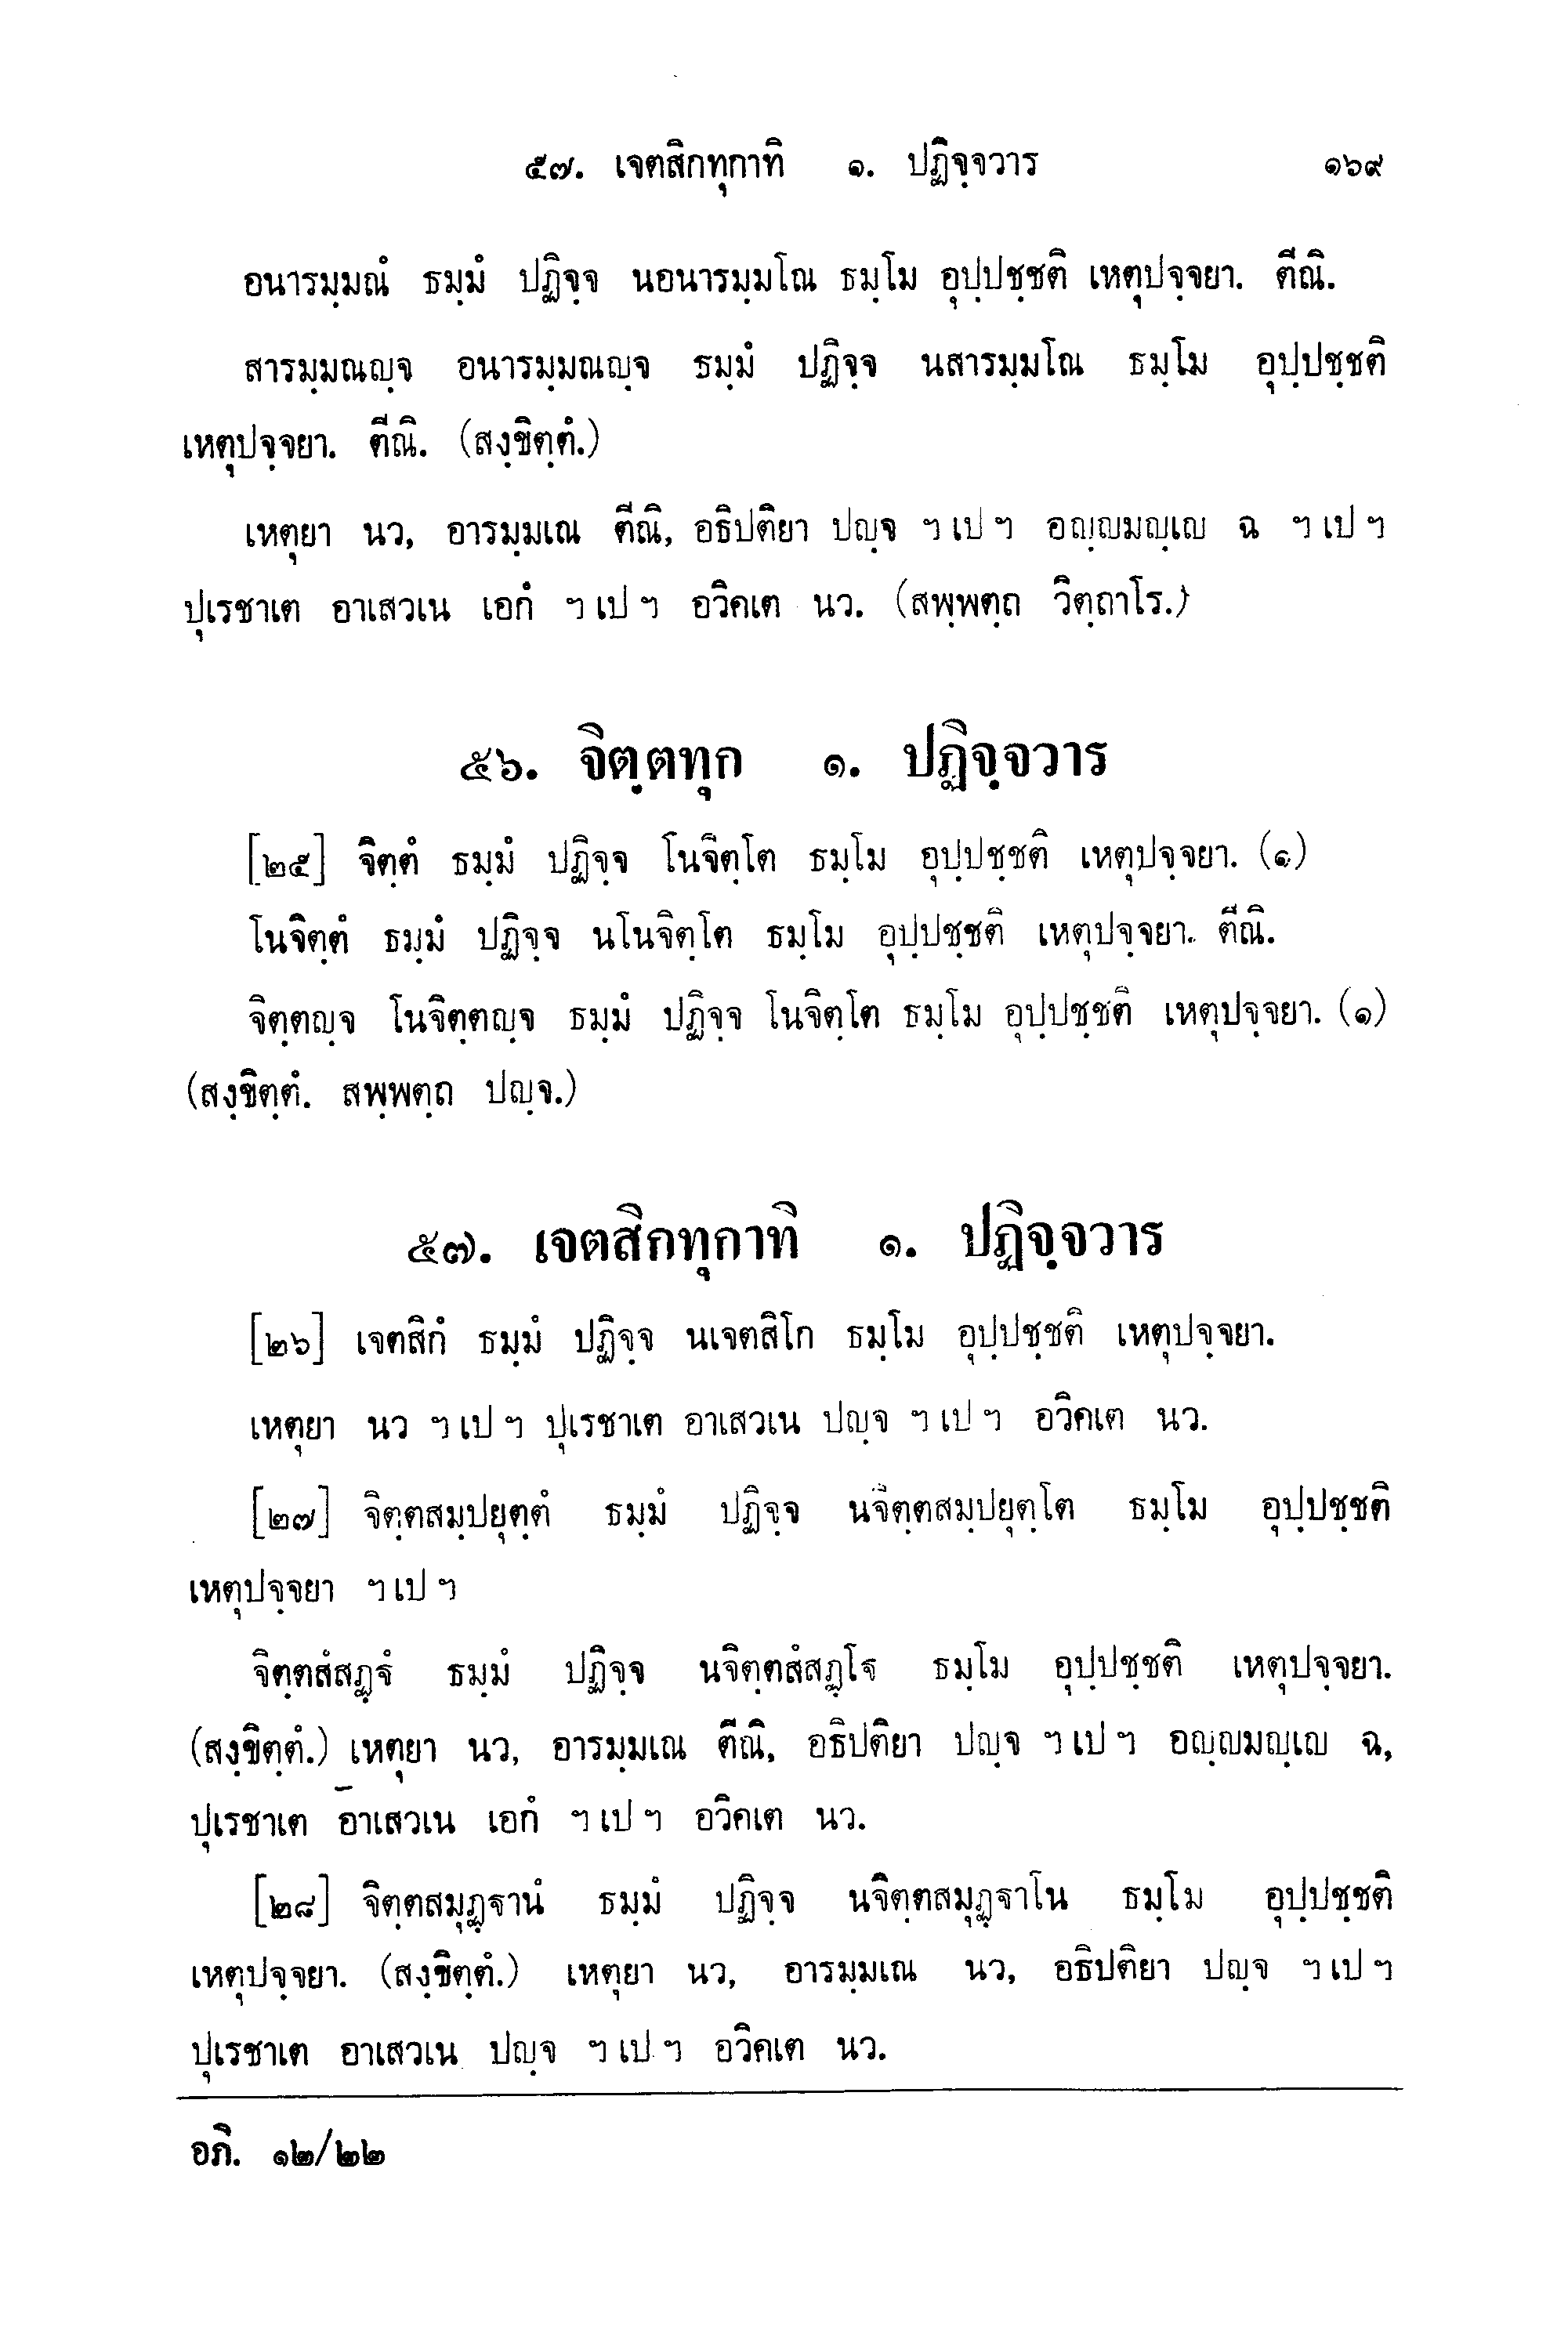 ๕๗. เจตสิกทุกาทิ ๑. ปฏิจฺจวาร ๑๖๙
อนารมฺมณํ ธมฺมํ ปฏิจฺจ นอนารมฺมโณ ธมฺโม อุปฺปชฺชติ เหตุปจฺจยา. ตีณิ.
สารมฺมณญฺจ อนารมฺมณญฺจ ธมฺมํ ปฏิจฺจ นสารมฺมโณ ธมฺโม อุปฺปชฺชติ
เหตุปจฺจยา. ตีณิ. (สงฺขิตฺตํ.)
เหตุยา นว, อารมฺมเณ ตีณิ, อธิปติยา ปญฺจ ฯ เป ฯ อญฺญมญฺเญ ฉ ฯ เป ฯ
ปุเรชาเต อาเสวเน เอกํ ฯ เป ฯ อวิคเต นว. (สพฺพตฺถ วิตฺถาโร.)
๕๖. จิตฺตทุก ๑. ปฏิจฺจวาร
[๒๕] จิตฺตํ ธมฺมํ ปฏิจฺจ โนจิตฺโต ธมฺโม อุปฺปชฺชติ เหตุปจฺจยา. (๑)
โนจิตฺตํ ธมฺมํ ปฏิจฺจ นโนจิตฺโต ธมฺโม อุปฺปชฺชติ เหตุปจฺจยา. ตีณิ.
จิตฺตญฺจ โนจิตฺตญฺจ ธมฺมํ ปฏิจฺจ โนจิตฺโต ธมฺโม อุปฺปชฺชติ เหตุปจฺจยา. (๑)
(สงฺขิตฺตํ. สพฺพตฺถ ปญฺจ.)
๕๗. เจตสิกทุกาทิ ๑. ปฏิจฺจวาร
[๒๖] เจตสิกํ ธมฺมํ ปฏิจฺจ นเจตสิโก ธมฺโม อุปฺปชฺชติ เหตุปจฺจยา.
เหตุยา นว ฯ เป ฯ ปุเรชาเต อาเสวเน ปญฺจ ฯ เป ฯ อวิคเต นว.
[๒๗] จิตฺตสมฺปยุตฺตํ ธมฺมํ ปฏิจฺจ นจิตฺตสมฺปยุตฺโต ธมฺโม อุปฺปชฺชติ
เหตุปจฺจยา ฯ เป ฯ
จิตฺตสํสฏฺฐํ ธมฺมํ ปฏิจฺจ นจิตฺตสํสฏฺโฐ ธมฺโม อุปฺปชฺชติ เหตุปจฺจยา.
(สงฺขิตฺตํ.) เหตุยา นว, อารมฺมเณ ตีณิ, อธิปติยา ปญฺจ ฯ เป ฯ อญฺญมญฺเญ ฉ,
ปุเรชาเต อาเสวเน เอกํ ฯ เป ฯ อวิคเต นว.
[๒๘] จิตฺตสมุฏฺฐานํ ธมฺมํ ปฏิจฺจ นจิตฺตสมุฏฺฐาโน ธมฺโม อุปฺปชฺชติ
เหตุปจฺจยา. (สงฺขิตฺตํ.) เหตุยา นว, อารมฺมเณ นว, อธิปติยา ปญฺจ ฯ เป ฯ
ปุเรชาเต อาเสวเน ปญฺจ ฯ เป ฯ อวิคเต นว.
อภิ. ๑๒/๒๒